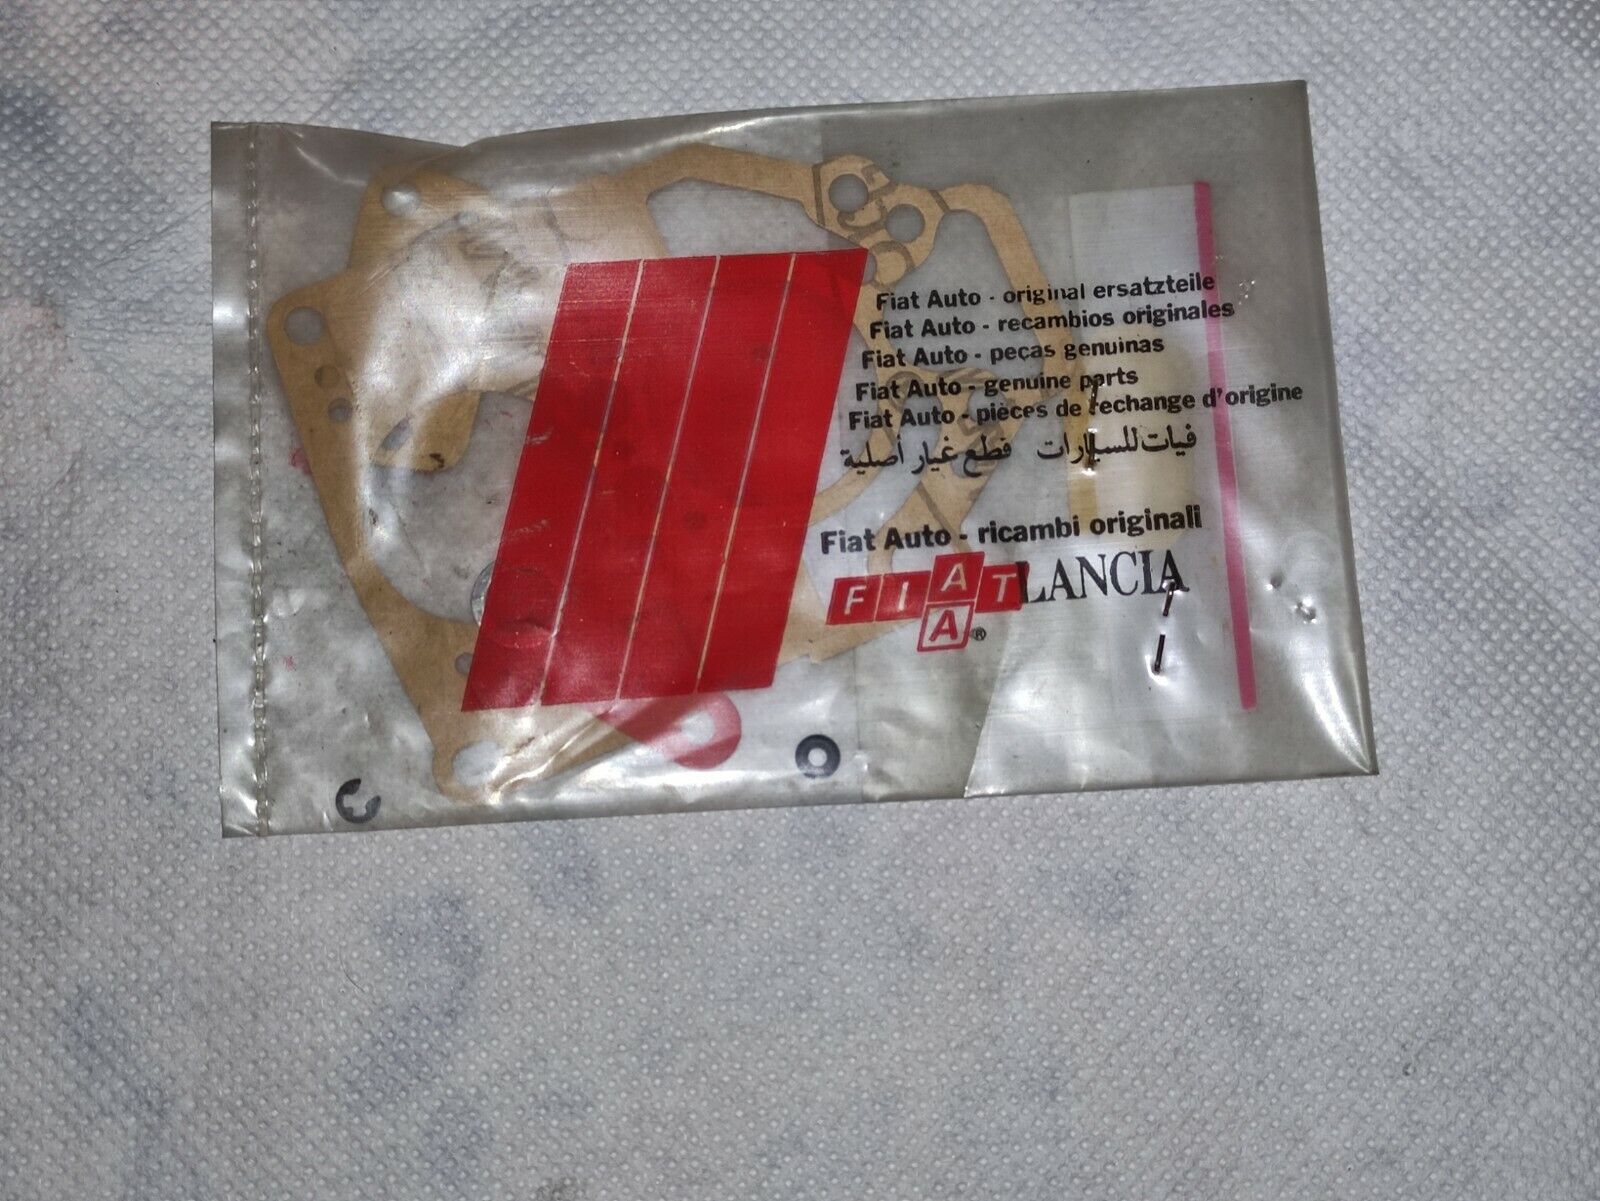 Fiat Auto - original ersatzteile
Fiat Auto - recambios originales
Fiat Auto - peças genuinas
Fiat Auto - genuine parts
Fiat Auto - pièces de rechange d'origine
فيات للسيارات قطع غيار أصلية
Fiat Auto - ricambi originali
FIAT LANCIA
A ®